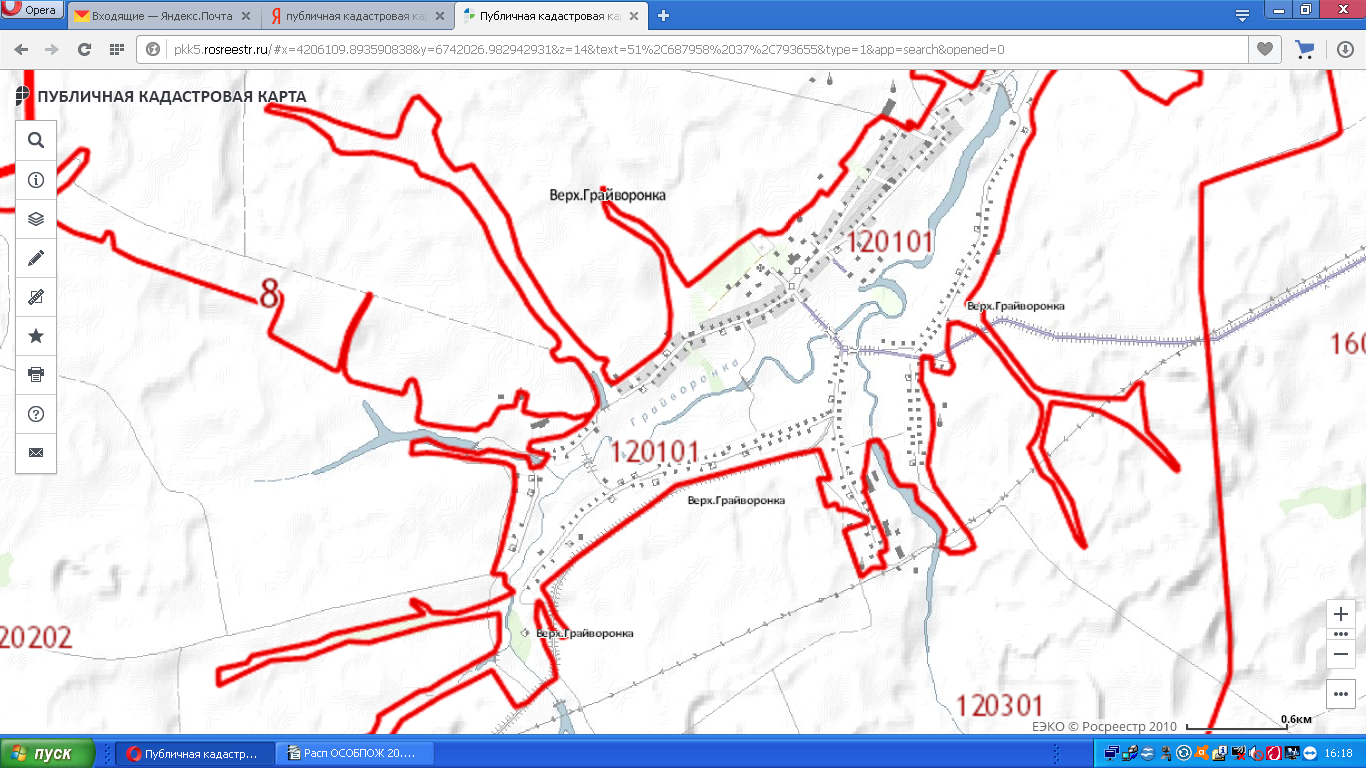 Opera
Входящие — Яндекс.Почта
публичная кадастровая ка
Публичная кадастровая ка
pkk5.rosreestr.ru/#x=4206109.893590838&y=6742026.982942931&z=14&text=51%2C687958%2037%2C793655&type=1&app=search&opened=0
ПУБЛИЧНАЯ КАДАСТРОВАЯ КАРТА
Верх.Грайворонка
120101
8
Верх.Грайворонка
160
Грайворонка
120101
Верх.Грайворонка
Верх.Грайворонка
20202
120301
ЕЭКО © Росреестр 2010
0.6км
пуск
Публичная кадастр...
Расп ОСОБПОЖ 20....
16:18